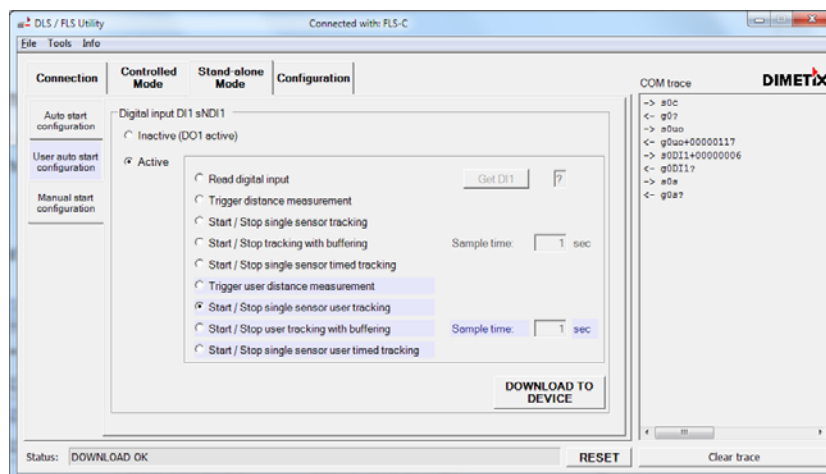 DLS / FLS Utility
Connected with: FLS-C
File Tools Info
Connection
Controlled
Mode
Stand-alone
Mode
Configuration
Auto start
configuration
User auto start
configuration
Manual start
configuration
Digital input DI1 sNDI1
Inactive (DO1 active)
Active
Read digital input
Get DI1
?
Trigger distance measurement
Start / Stop single sensor tracking
Start / Stop tracking with buffering
Sample time: 1 sec
Start / Stop single sensor timed tracking
Trigger user distance measurement
Start / Stop single sensor user tracking
Start / Stop user tracking with buffering
Sample time: 1 sec
Start / Stop single sensor user timed tracking
DOWNLOAD TO
DEVICE
COM trace
DIMETIX
-> s0c
<- g0?
-> s0uo
<- g0uo+00000117
-> s0DI1+00000006
<- g0DI1?
-> s0s
<- g0s?
Status: DOWNLOAD OK
RESET
Clear trace